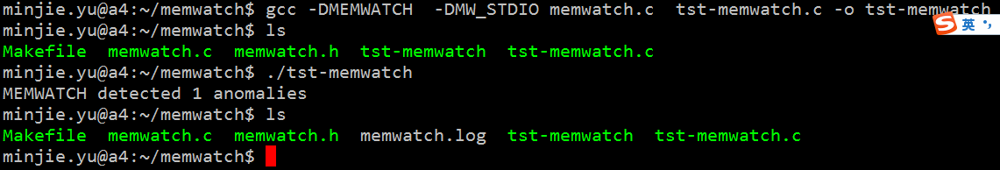 minjie.yu@a4:~/memwatch$ gcc -DMEMWATCH  -DMW_STDIO memwatch.c  tst-memwatch.c -o tst-memwatch
minjie.yu@a4:~/memwatch$ ls
Makefile  memwatch.c  memwatch.h  tst-memwatch  tst-memwatch.c
minjie.yu@a4:~/memwatch$ ./tst-memwatch
MEMWATCH detected 1 anomalies
minjie.yu@a4:~/memwatch$ ls
Makefile  memwatch.c  memwatch.h  memwatch.log  tst-memwatch  tst-memwatch.c
minjie.yu@a4:~/memwatch$
S 英 •,